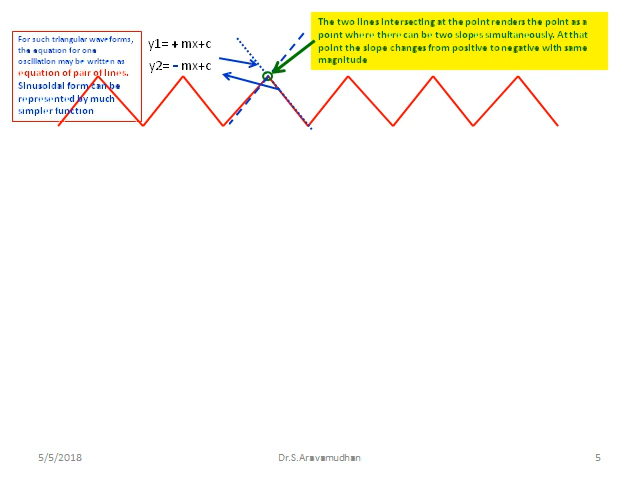 For such triangular waveforms,
the equation for one
oscillation may be written as
equation of pair of lines.
Sinusoidal form can be
represented by much
simpler function
y1= + mx+c
y2= – mx+c
The two lines intersecting at the point renders the point as a
point where there can be two slopes simultaneously. At that
point the slope changes from positive to negative with same
magnitude
5/5/2018
Dr.S.Aravamudhan
5